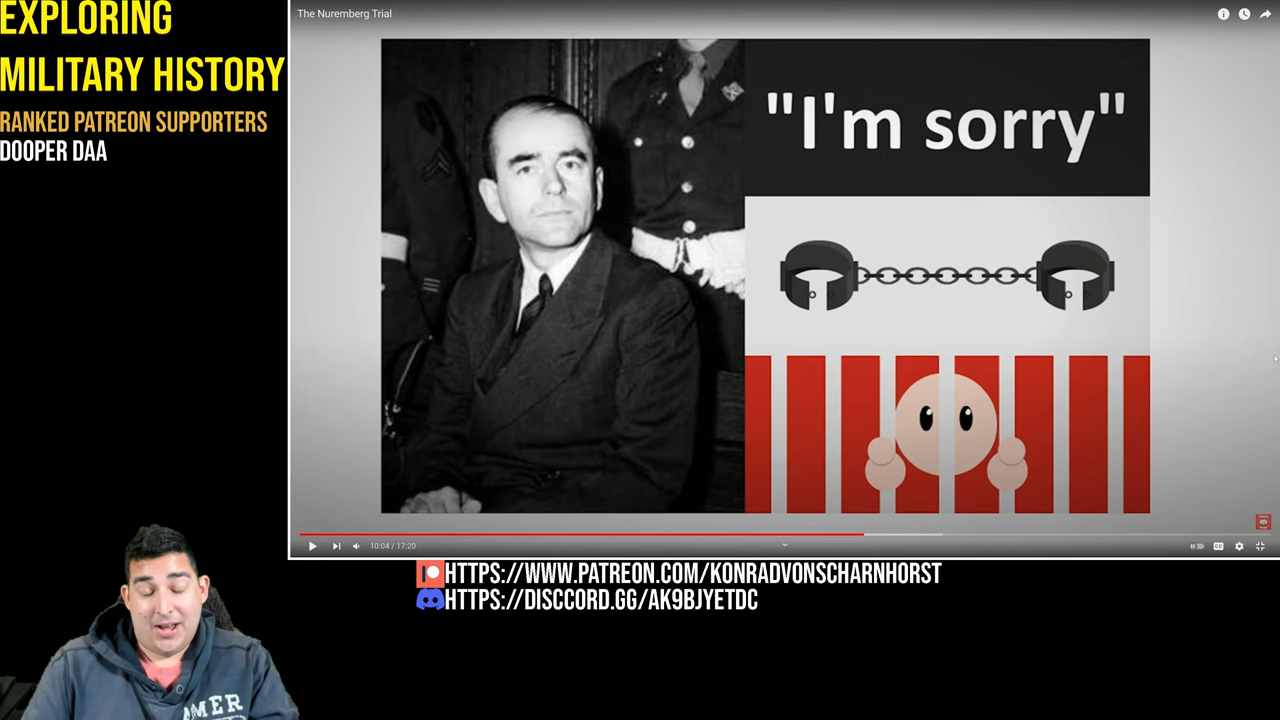 EXPLORING
MILITARY HISTORY
RANKED PATREON SUPPORTERS
DOOPER DAA
The Nuremberg Trial
"I'm sorry"
10:04 / 17:20
CC
HTTPS://WWW.PATREON.COM/KONRADVONSCHARNHORST
HTTPS://DISCCORD.GG/AK9BJYETDC